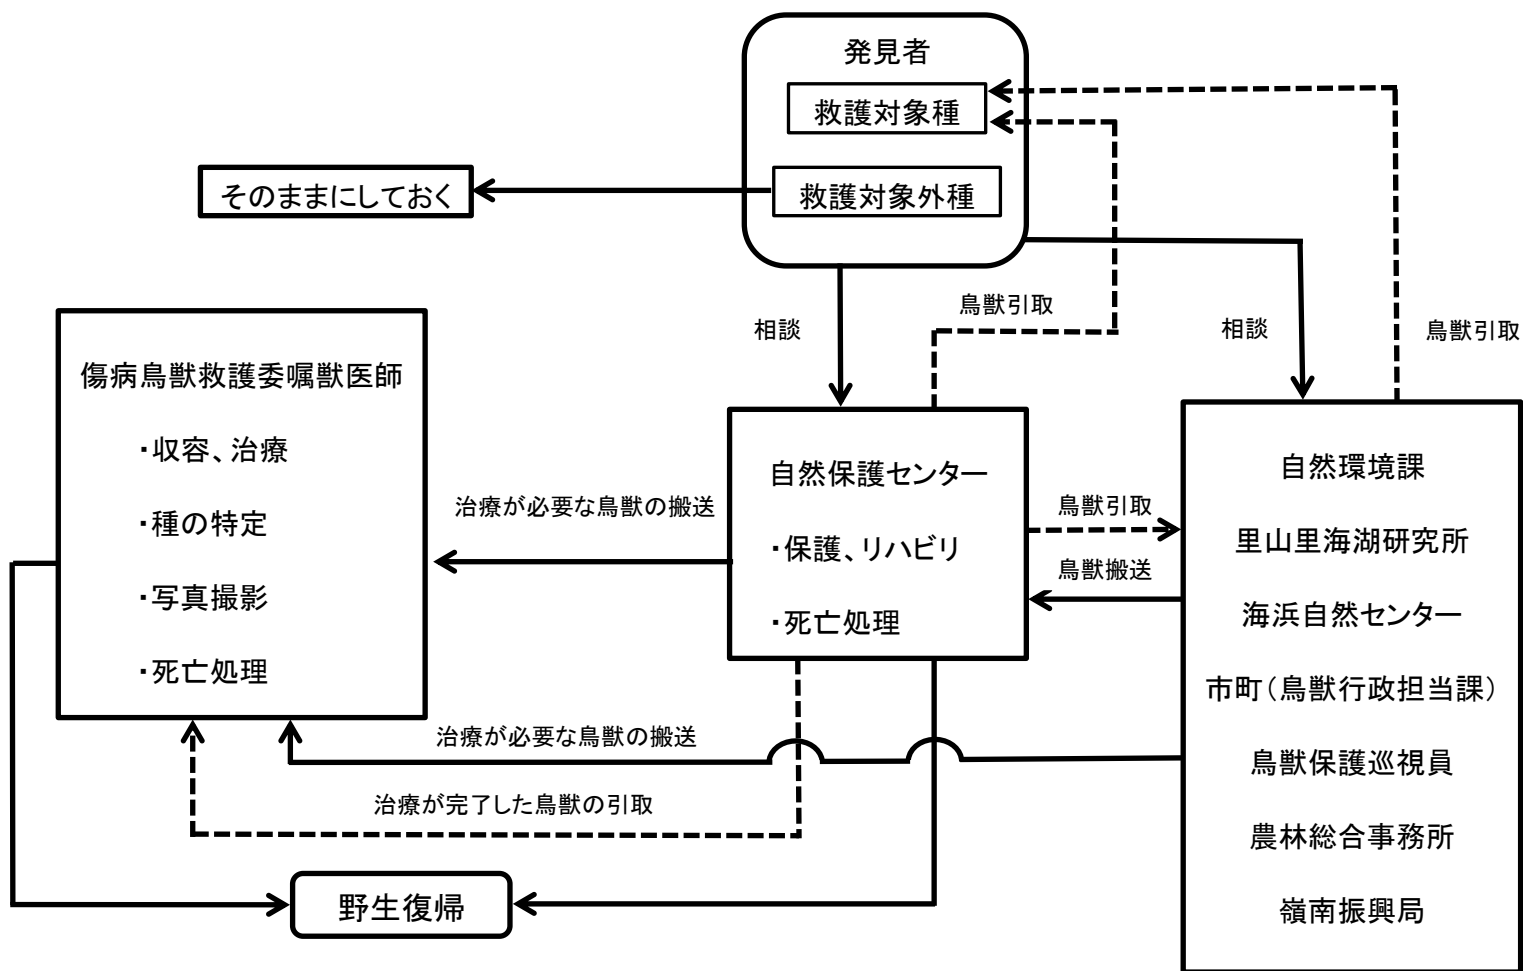 発見者
救護対象種
救護対象外種
そのままにしておく
相談
鳥獣引取
相談
鳥獣引取
傷病鳥獣救護委嘱獣医師
・収容、治療
・種の特定
・写真撮影
・死亡処理
治療が必要な鳥獣の搬送
自然保護センター
・保護、リハビリ
・死亡処理
鳥獣引取
鳥獣搬送
自然環境課
里山里海湖研究所
海浜自然センター
市町（鳥獣行政担当課）
鳥獣保護巡視員
農林総合事務所
嶺南振興局
治療が必要な鳥獣の搬送
治療が完了した鳥獣の引取
野生復帰